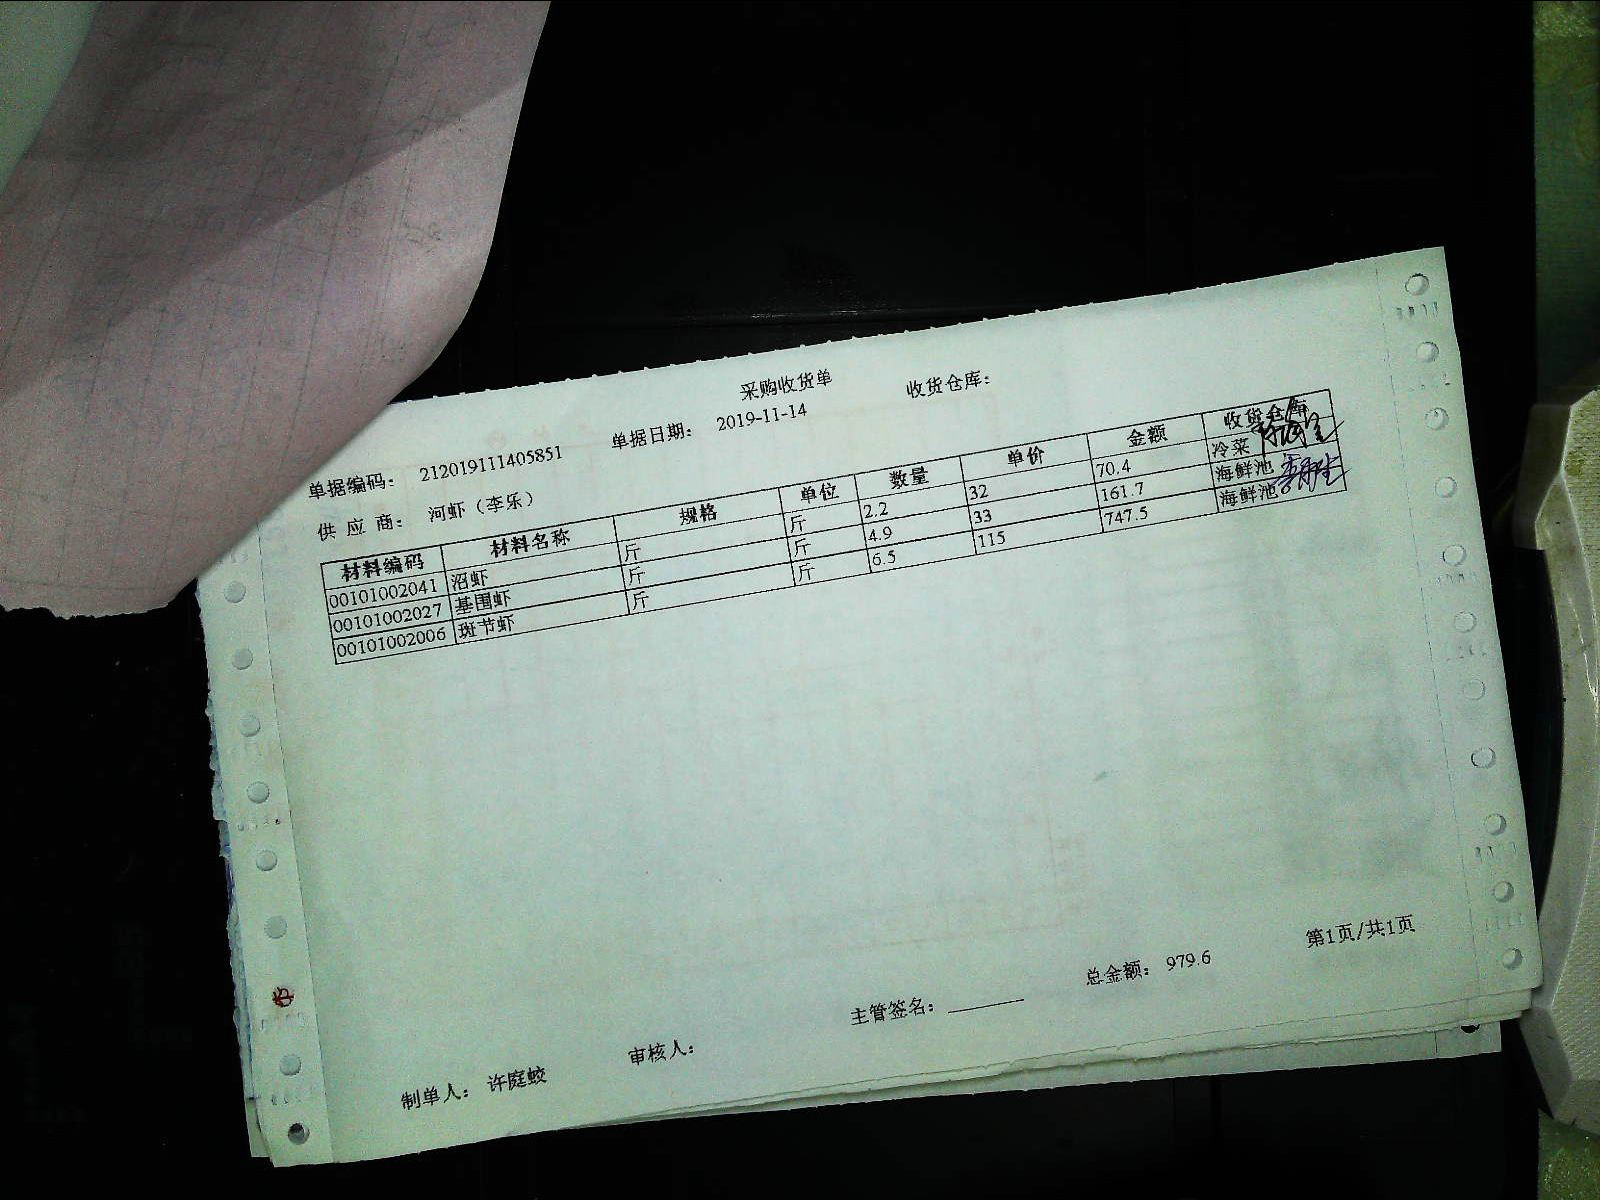 采购收货单
单据编码： 212019111405851 单据日期： 2019-11-14 收货仓库：
供 应 商： 河虾（李乐）
材料编码 材料名称 规格 单位 数量 单价 金额 收货仓库
00101002041 沼虾 斤 斤 2.2 32 70.4 冷菜
00101002027 基围虾 斤 斤 4.9 33 161.7 海鲜池
00101002006 斑节虾 斤 斤 6.5 115 747.5 海鲜池
制单人： 许庭蛟 审核人： 主管签名： 总金额： 979.6 第1页/共1页